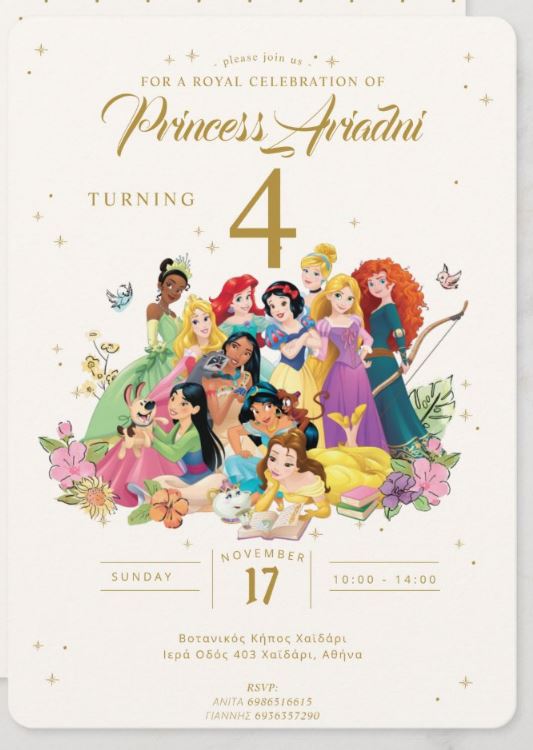 please join us
FOR A ROYAL CELEBRATION OF
Princess Ariadni
TURNING
4
SUNDAY
NOVEMBER
17
10:00 - 14:00
Βοτανικός Κήπος Χαϊδάρι
Ιερά Οδός 403 Χαϊδάρι, Αθήνα
RSVP:
ΑΝΙΤΑ 6986516615
ΓΙΑΝΝΗΣ 6936357290